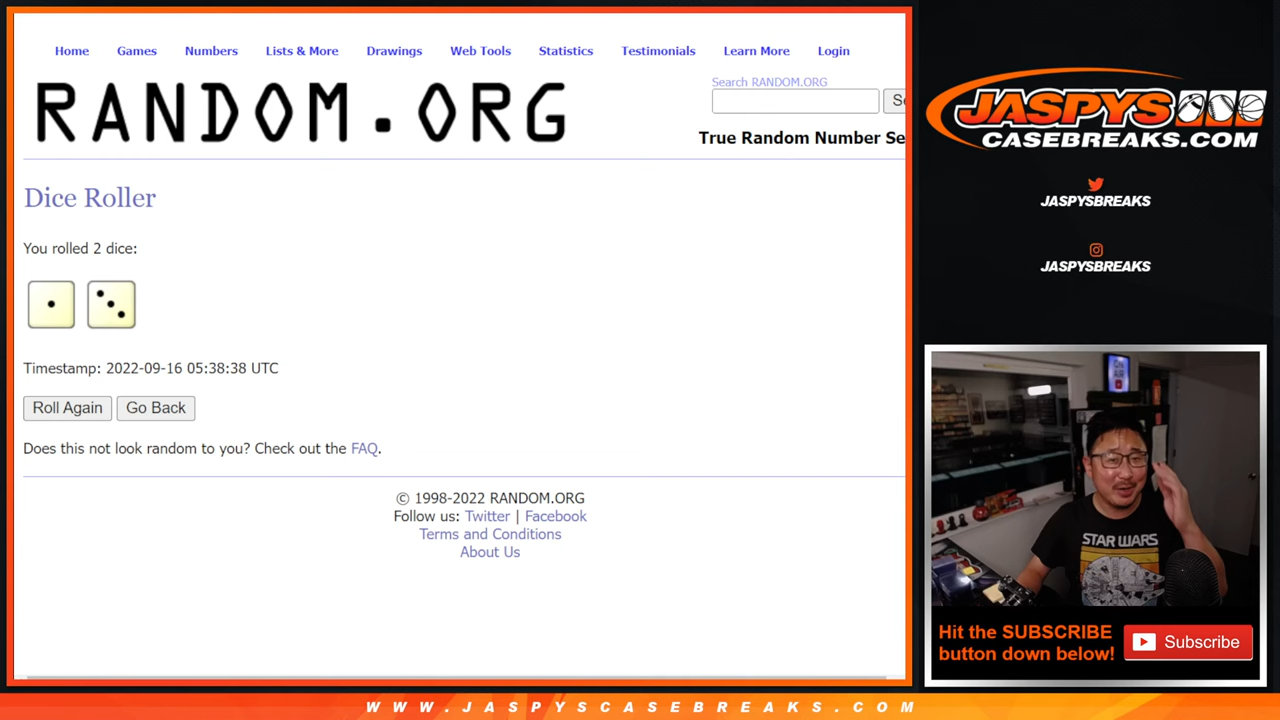 Home Games Numbers Lists & More Drawings Web Tools Statistics Testimonials Learn More Login
RANDOM.ORG
Search RANDOM.ORG
True Random Number Se
Dice Roller
You rolled 2 dice:
Timestamp: 2022-09-16 05:38:38 UTC
Roll Again Go Back
Does this not look random to you? Check out the FAQ.
© 1998-2022 RANDOM.ORG
Follow us: Twitter | Facebook
Terms and Conditions
About Us
JASPYS
CASEBREAKS.COM
JASPYSBREAKS
JASPYSBREAKS
STAR WARS
Hit the SUBSCRIBE
button down below!
Subscribe
WWW.JASPYSCASEBREAKS.COM